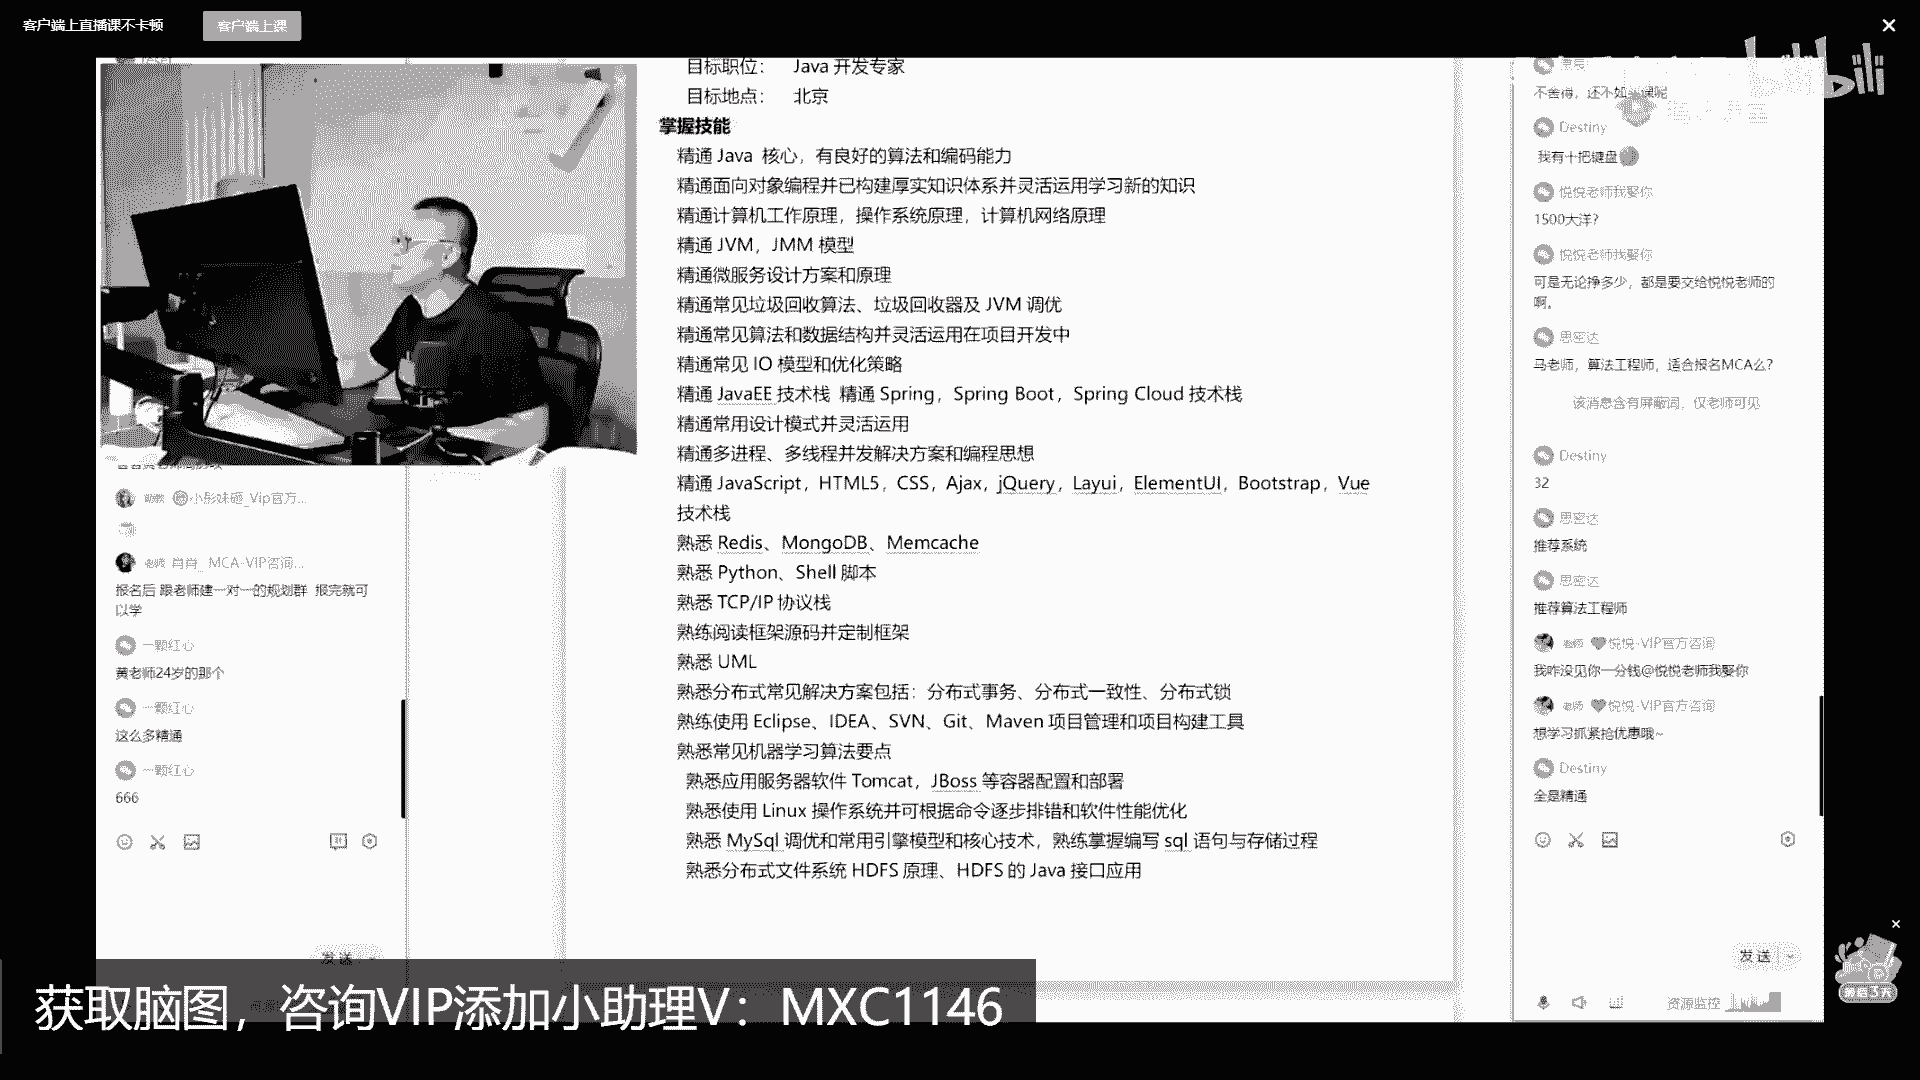 客户端上直播课不卡顿
客户端上课
bilibili
reset
小彤妹砸_Vip官方...
肖肖_ MCA-VIP咨询...
报名后 跟老师建一对一的规划群 报完就可
以学
一颗红心
黄老师24岁的那个
一颗红心
这么多精通
一颗红心
666
发 送
目标职位： Java 开发专家
目标地点： 北京
掌握技能
精通 Java 核心，有良好的算法和编码能力
精通面向对象编程并已构建厚实知识体系并灵活运用学习新的知识
精通计算机工作原理，操作系统原理，计算机网络原理
精通 JVM，JMM 模型
精通微服务设计方案和原理
精通常见垃圾回收算法、垃圾回收器及 JVM 调优
精通常见算法和数据结构并灵活运用在项目开发中
精通常见 IO 模型和优化策略
精通 JavaEE 技术栈 精通 Spring，Spring Boot，Spring Cloud 技术栈
精通常用设计模式并灵活运用
精通多进程、多线程并发解决方案和编程思想
精通 JavaScript，HTML5，CSS，Ajax，jQuery，Layui，ElementUI，Bootstrap，Vue
技术栈
熟悉 Redis、MongoDB、Memcache
熟悉 Python、Shell 脚本
熟悉 TCP/IP 协议栈
熟练阅读框架源码并定制框架
熟悉 UML
熟悉分布式常见解决方案包括：分布式事务、分布式一致性、分布式锁
熟练使用 Eclipse、IDEA、SVN、Git、Maven 项目管理和项目构建工具
熟悉常见机器学习算法要点
熟悉应用服务器软件 Tomcat，JBoss 等容器配置和部署
熟悉使用 Linux 操作系统并可根据命令逐步排错和软件性能优化
熟悉 MySql 调优和常用引擎模型和核心技术，熟练掌握编写 sql 语句与存储过程
熟悉分布式文件系统 HDFS 原理、HDFS 的 Java 接口应用
不舍得，还不如
Destiny
我有十把键盘
悦悦老师我娶你
1500大洋？
悦悦老师我娶你
可是无论挣多少，都是要交给悦悦老师的
啊。
思密达
马老师，算法工程师，适合报名MCA么？
该消息含有屏蔽词，仅老师可见
Destiny
32
思密达
推荐系统
思密达
推荐算法工程师
老师 悦悦-VIP官方咨询
我咋没见你一分钱@悦悦老师我娶你
老师 悦悦-VIP官方咨询
想学习抓紧抢优惠哦~
Destiny
全是精通
发 送
资源监控
获取脑图，咨询VIP添加小助理V：MXC1146